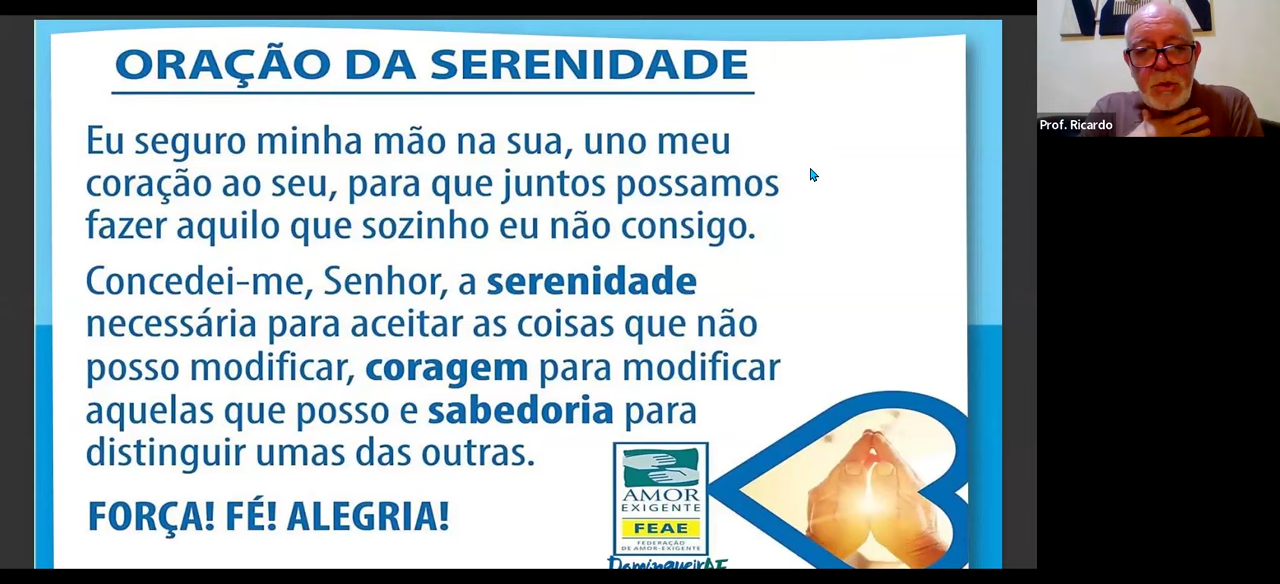 ORAÇÃO DA SERENIDADE
Eu seguro minha mão na sua, uno meu
coração ao seu, para que juntos possamos
fazer aquilo que sozinho eu não consigo.
Concedei-me, Senhor, a serenidade
necessária para aceitar as coisas que não
posso modificar, coragem para modificar
aquelas que posso e sabedoria para
distinguir umas das outras.
FORÇA! FÉ! ALEGRIA!
AMOR
EXIGENTE
FEAE
FEDERAÇÃO
DE AMOR-EXIGENTE
DomingueirAE
Prof. Ricardo